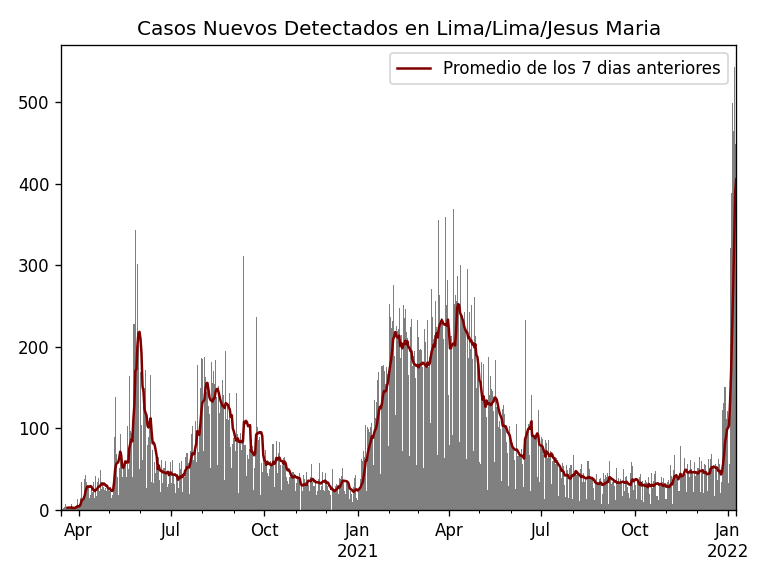 Casos Nuevos Detectados en Lima/Lima/Jesus Maria
Promedio de los 7 dias anteriores
500
400
300
200
100
0
Apr Jul Oct Jan Apr Jul Oct Jan
2021 2022